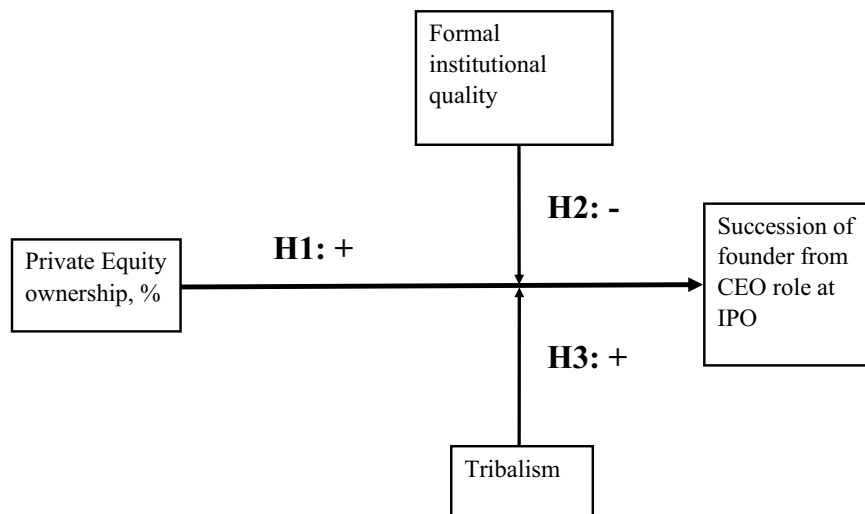 Formal
institutional
quality
H2: -
H1: +
Private Equity
ownership, %
Succession of
founder from
CEO role at
IPO
H3: +
Tribalism